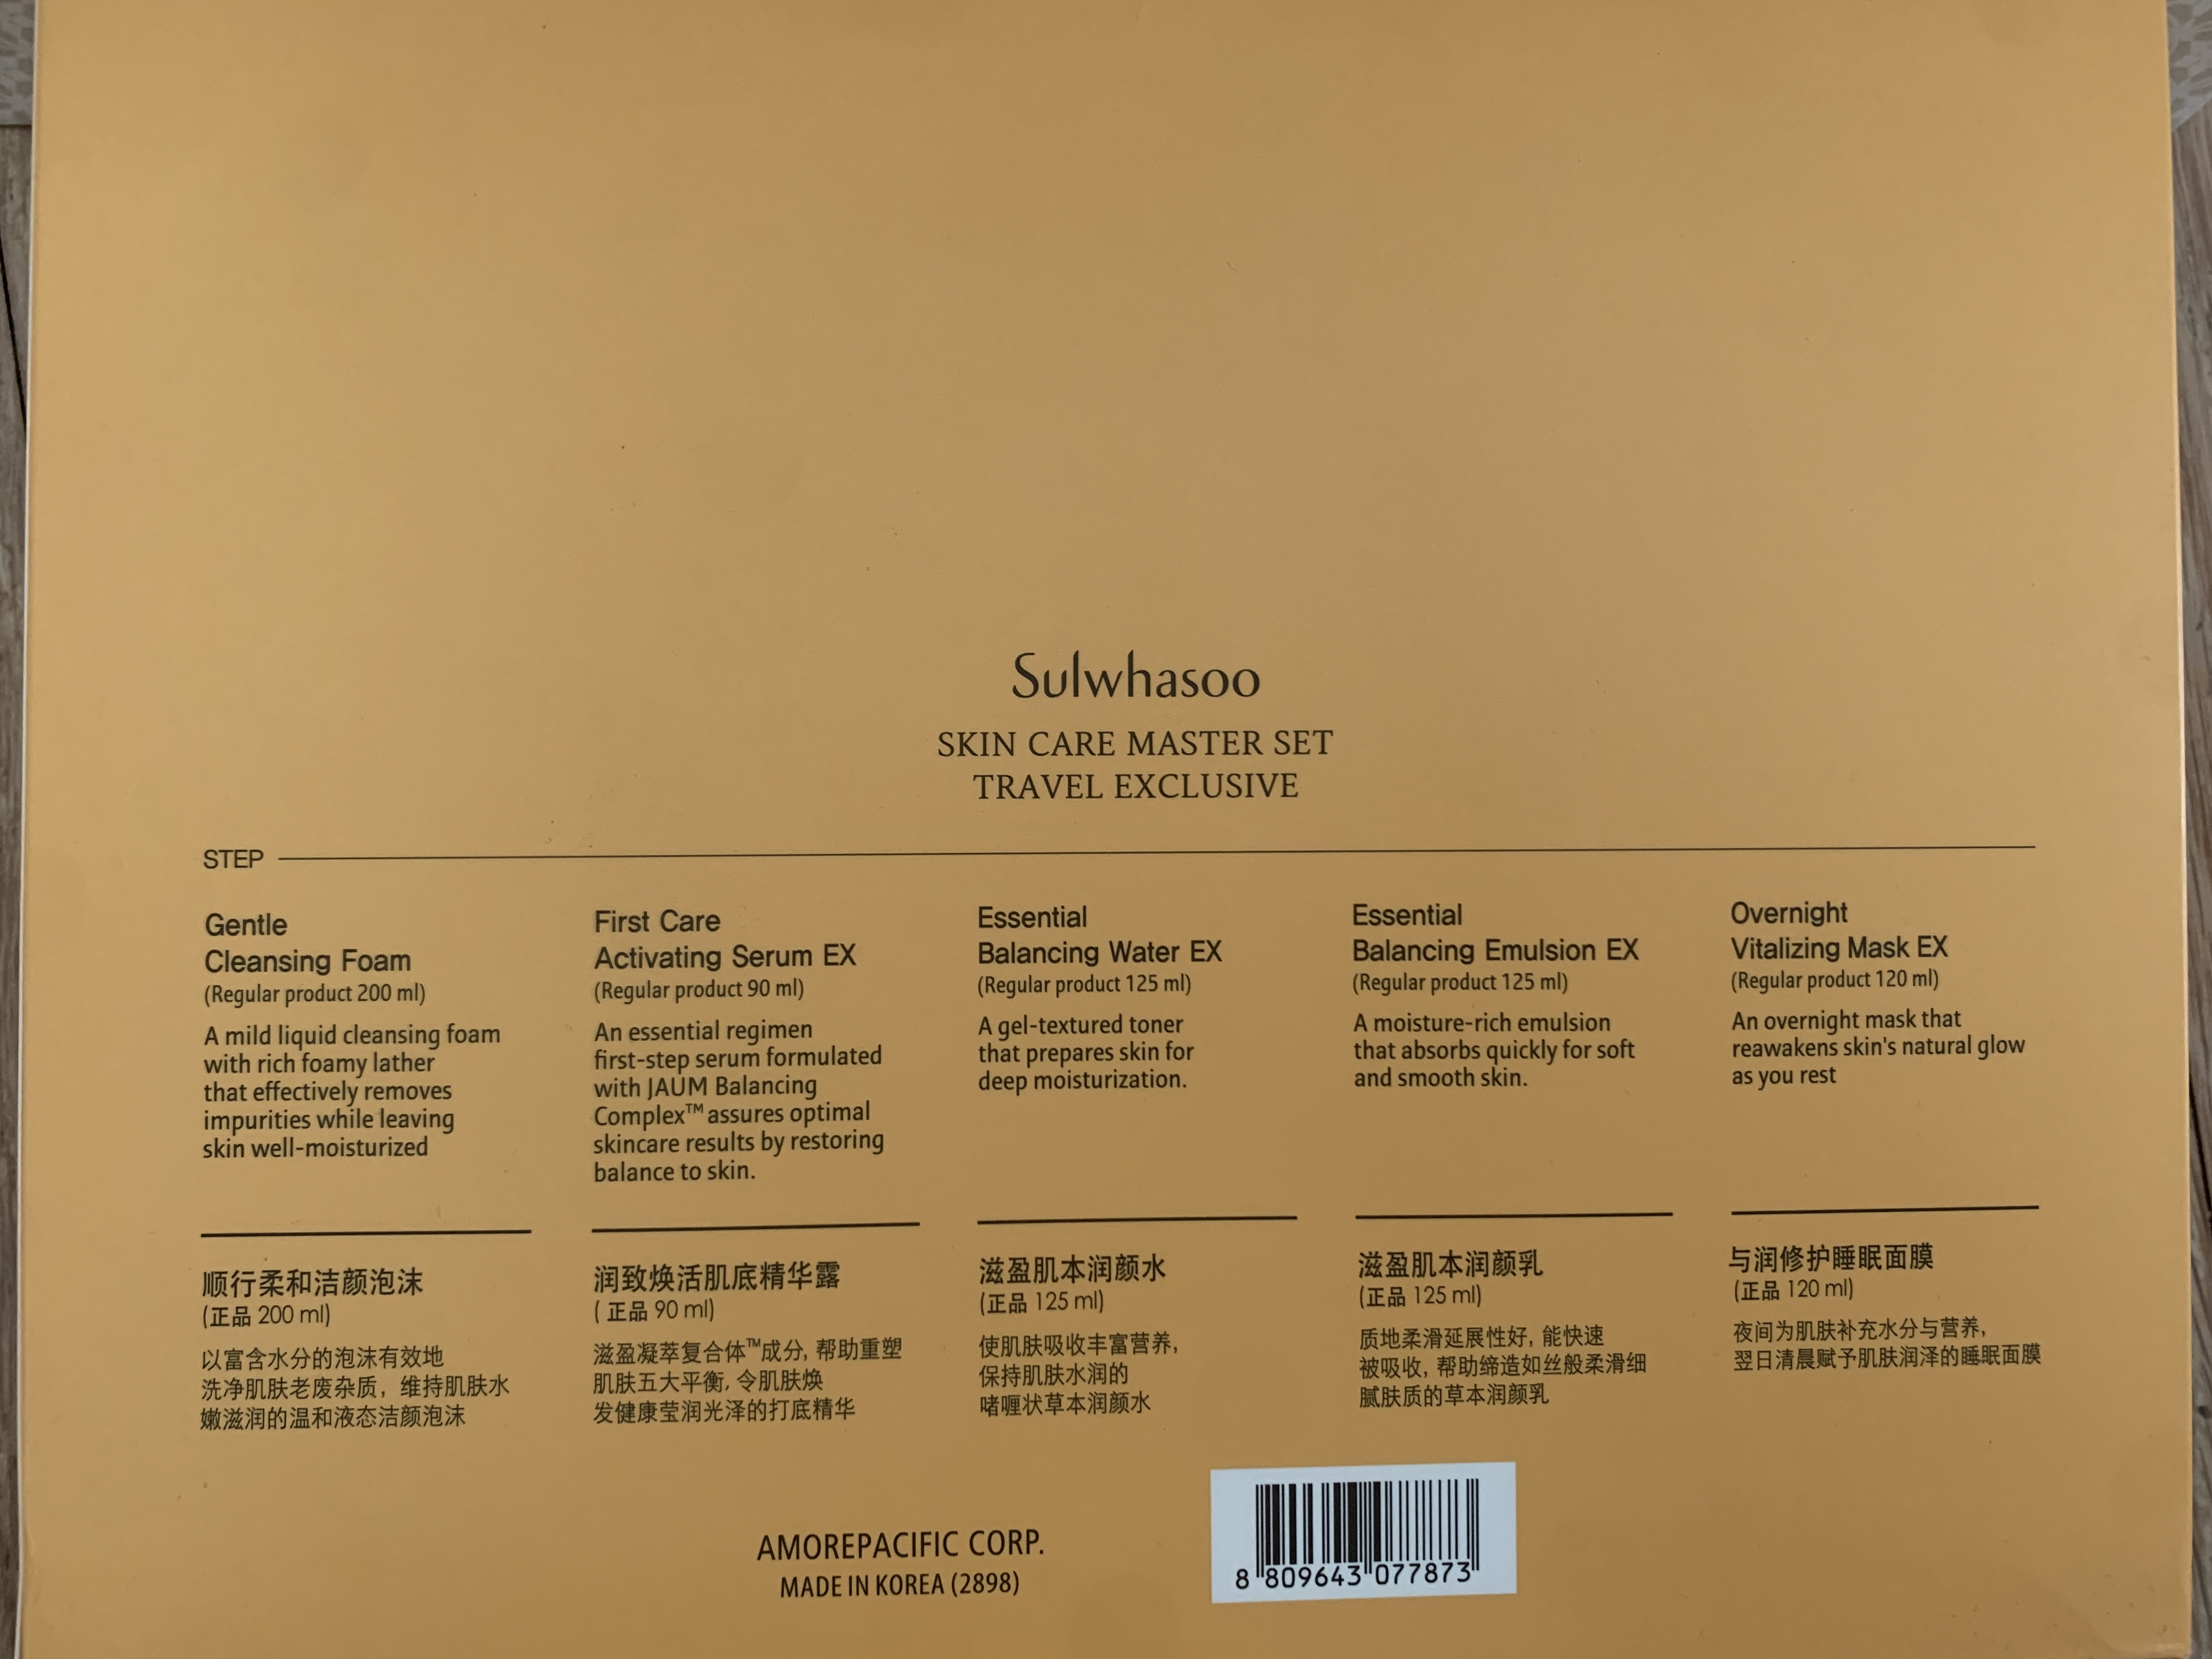 Sulwhasoo
SKIN CARE MASTER SET
TRAVEL EXCLUSIVE
STEP
Gentle
Cleansing Foam
(Regular product 200 ml)
A mild liquid cleansing foam
with rich foamy lather
that effectively removes
impurities while leaving
skin well-moisturized
First Care
Activating Serum EX
(Regular product 90 ml)
An essential regimen
first-step serum formulated
with JAUM Balancing
Complex™ assures optimal
skincare results by restoring
balance to skin.
Essential
Balancing Water EX
(Regular product 125 ml)
A gel-textured toner
that prepares skin for
deep moisturization.
Essential
Balancing Emulsion EX
(Regular product 125 ml)
A moisture-rich emulsion
that absorbs quickly for soft
and smooth skin.
Overnight
Vitalizing Mask EX
(Regular product 120 ml)
An overnight mask that
reawakens skin's natural glow
as you rest
顺行柔和洁颜泡沫
(正品 200 ml)
以富含水分的泡沫有效地
洗净肌肤老废杂质，维持肌肤水
嫩滋润的温和液态洁颜泡沫
润致焕活肌底精华露
( 正品 90 ml)
滋盈凝萃复合体™成分, 帮助重塑
肌肤五大平衡, 令肌肤焕
发健康莹润光泽的打底精华
滋盈肌本润颜水
(正品 125 ml)
使肌肤吸收丰富营养,
保持肌肤水润的
啫喱状草本润颜水
滋盈肌本润颜乳
(正品 125 ml)
质地柔滑延展性好, 能快速
被吸收, 帮助缔造如丝般柔滑细
腻肤质的草本润颜乳
与润修护睡眠面膜
(正品 120 ml)
夜间为肌肤补充水分与营养,
翌日清晨赋予肌肤润泽的睡眠面膜
AMOREPACIFIC CORP.
MADE IN KOREA (2898)
8 809643 077873